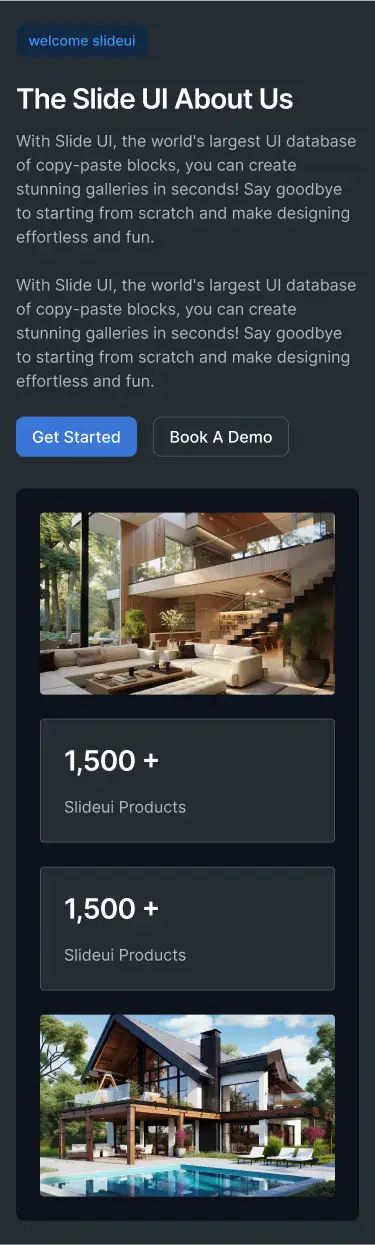 welcome slideui
The Slide UI About Us
With Slide UI, the world's largest UI database
of copy-paste blocks, you can create
stunning galleries in seconds! Say goodbye
to starting from scratch and make designing
effortless and fun.
With Slide UI, the world's largest UI database
of copy-paste blocks, you can create
stunning galleries in seconds! Say goodbye
to starting from scratch and make designing
effortless and fun.
Get Started
Book A Demo
1,500 +
Slideui Products
1,500 +
Slideui Products